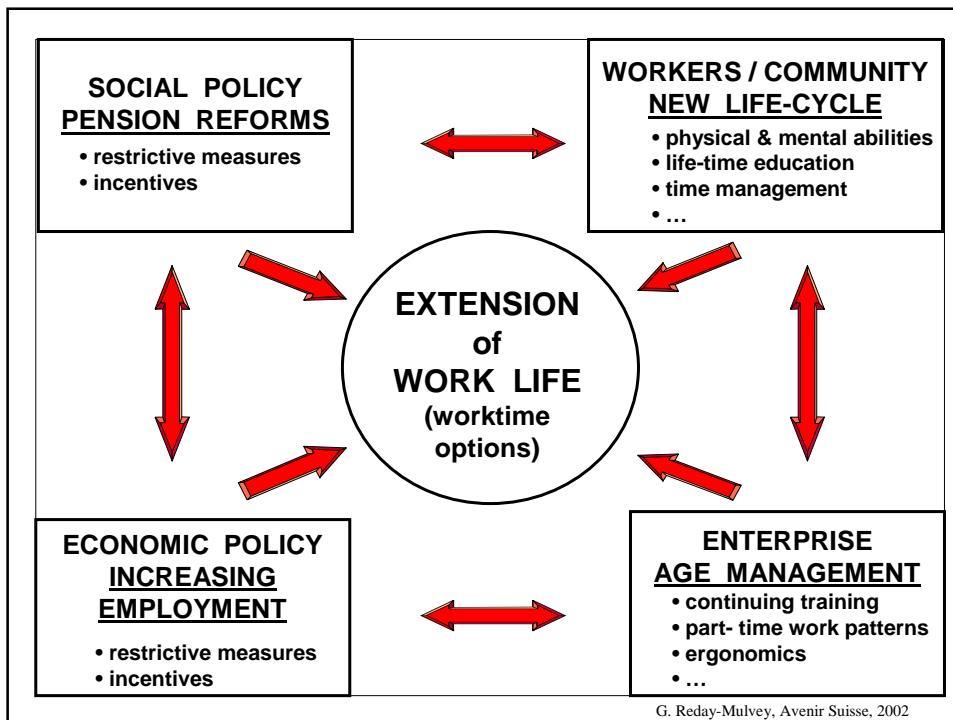 SOCIAL POLICY
PENSION REFORMS
• restrictive measures
• incentives
WORKERS / COMMUNITY
NEW LIFE-CYCLE
• physical & mental abilities
• life-time education
• time management
• ...
EXTENSION
of
WORK LIFE
(worktime
options)
ECONOMIC POLICY
INCREASING
EMPLOYMENT
• restrictive measures
• incentives
ENTERPRISE
AGE MANAGEMENT
• continuing training
• part- time work patterns
• ergonomics
• ...
G. Reday-Mulvey, Avenir Suisse, 2002